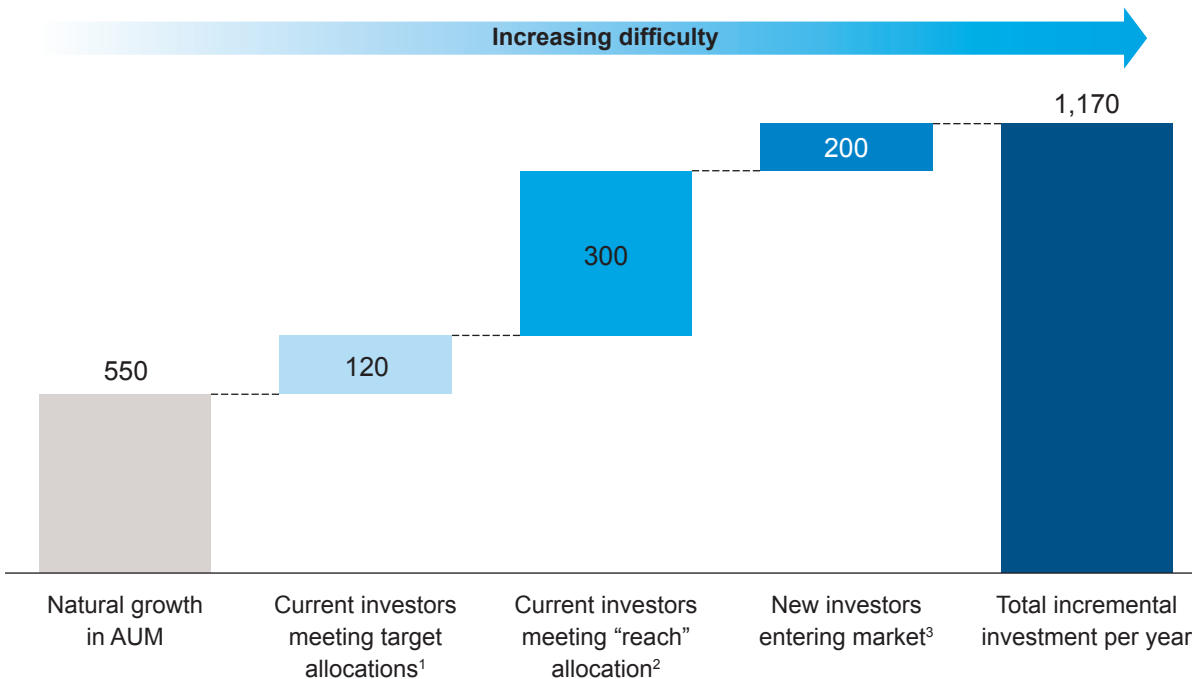 Increasing difficulty
1,170
200
300
550
120
Natural growth
in AUM
Current investors
meeting target
allocations¹
Current investors
meeting “reach”
allocation²
New investors
entering market³
Total incremental
investment per year